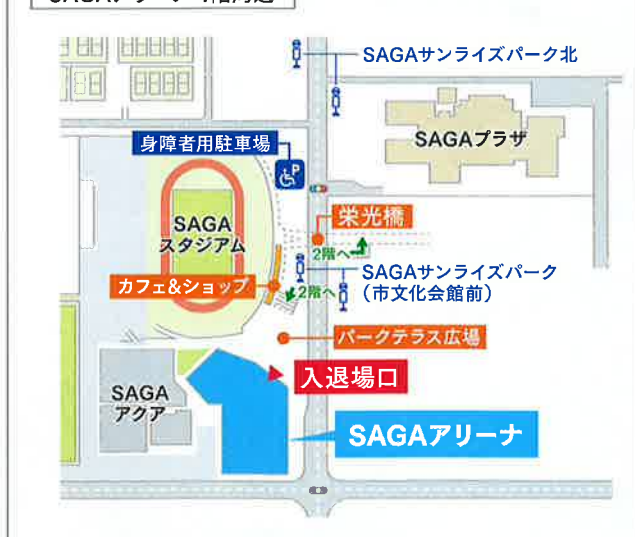 SAGAサンライズパーク北
SAGAプラザ
身障者用駐車場
P
栄光橋
SAGA
スタジアム
2階へ
SAGAサンライズパーク
(市文化会館前)
カフェ&ショップ
2階へ
パークテラス広場
入退場口
SAGA
アクア
SAGAアリーナ